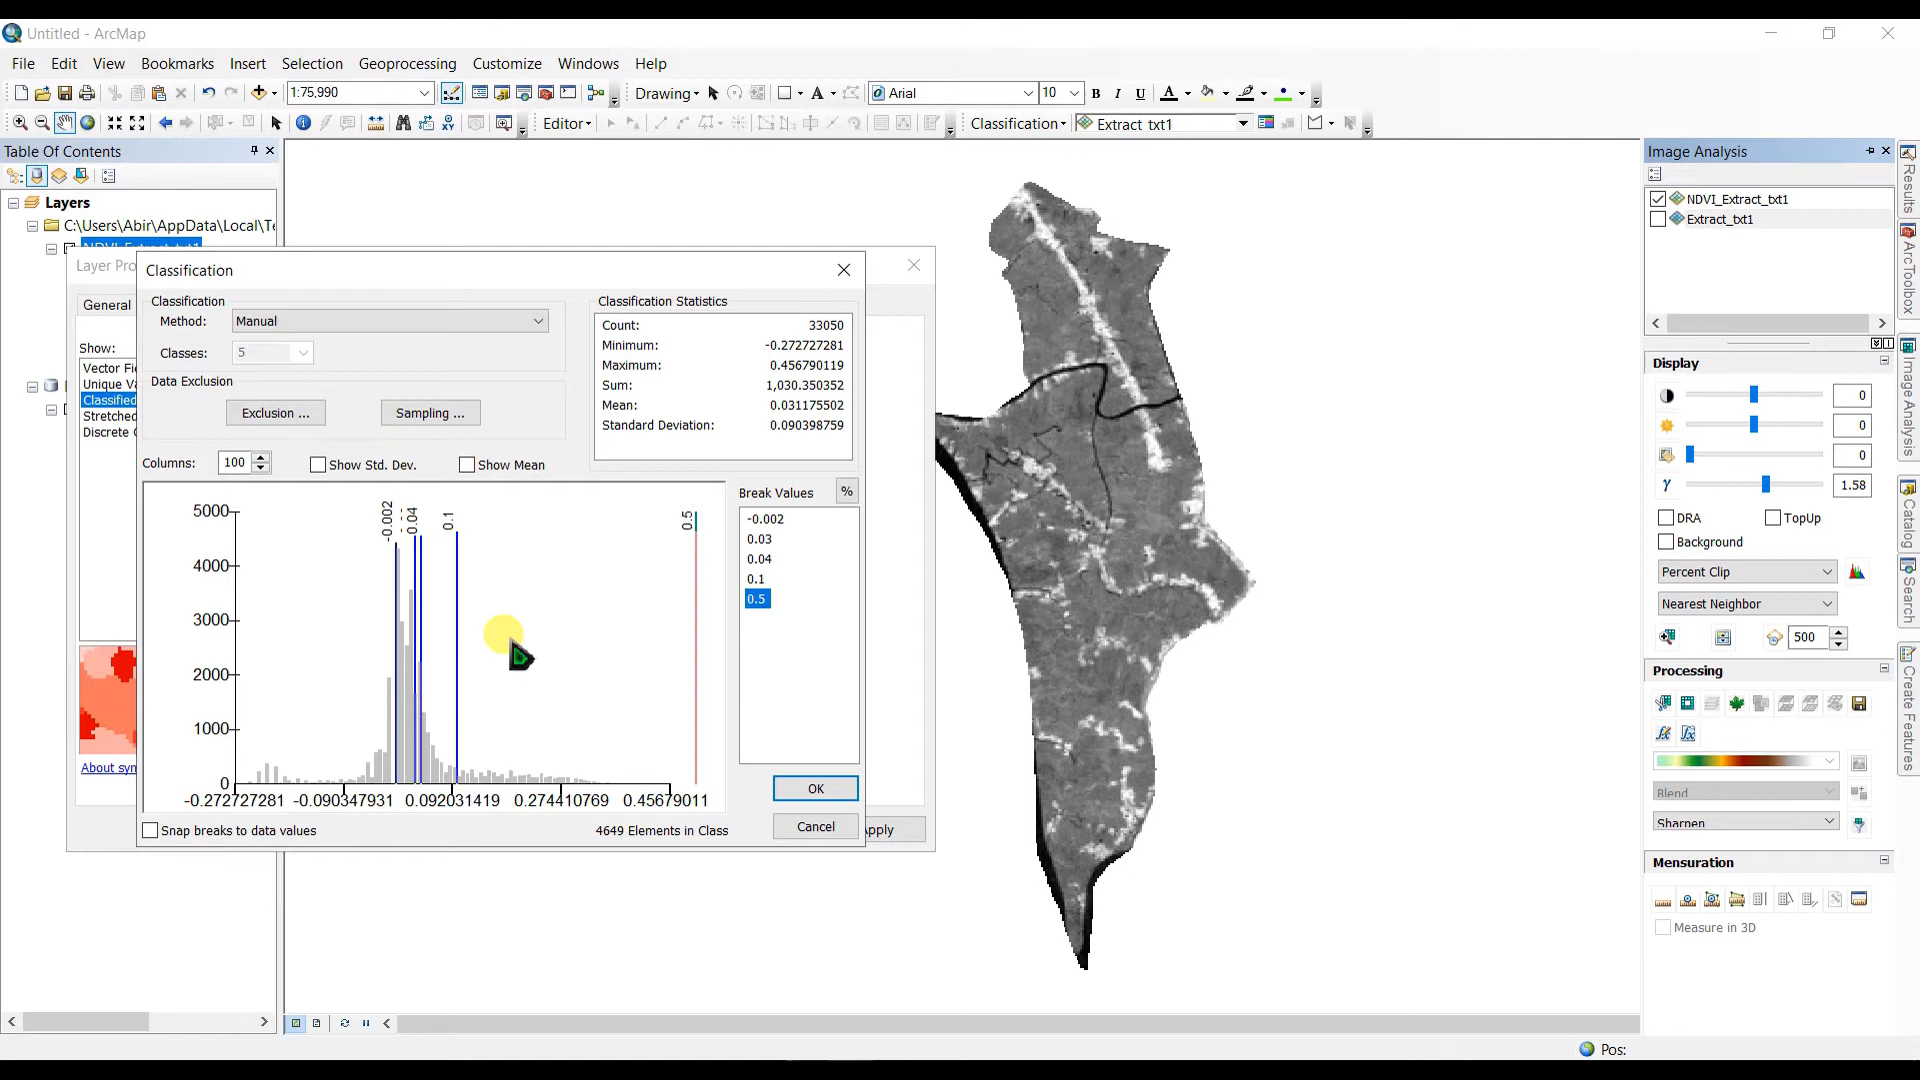 Untitled - ArcMap
File Edit View Bookmarks Insert Selection Geoprocessing Customize Windows Help
1:75,990 Drawing Arial 10 B I U A
Editor Classification Extract_txt1
Table Of Contents
Layers
C:\Users\Abir\AppData\Local\Te
NDVI_Extract_txt1
Layer Pro
General
Show:
Vector Fi
Unique Va
Classified
Stretched
Discrete C
About sym
Apply
Classification
Classification
Method: Manual
Classes: 5
Data Exclusion
Exclusion ... Sampling ...
Classification Statistics
Count: 33050
Minimum: -0.272727281
Maximum: 0.456790119
Sum: 1,030.350352
Mean: 0.031175502
Standard Deviation: 0.090398759
Columns: 100 Show Std. Dev. Show Mean
Break Values %
-0.002
0.03
0.04
0.1
0.5
-0.002 0.04 0.1 0.5
5000
4000
3000
2000
1000
0
-0.272727281 -0.090347931 0.092031419 0.274410769 0.45679011
Snap breaks to data values 4649 Elements in Class
OK
Cancel
Image Analysis
NDVI_Extract_txt1
Extract_txt1
Display
0
0
0
γ 1.58
DRA TopUp
Background
Percent Clip
Nearest Neighbor
500
Processing
Blend
Sharpen
Mensuration
Measure in 3D
Results
ArcToolbox
Image Analysis
Catalog
Search
Create Features
Pos: